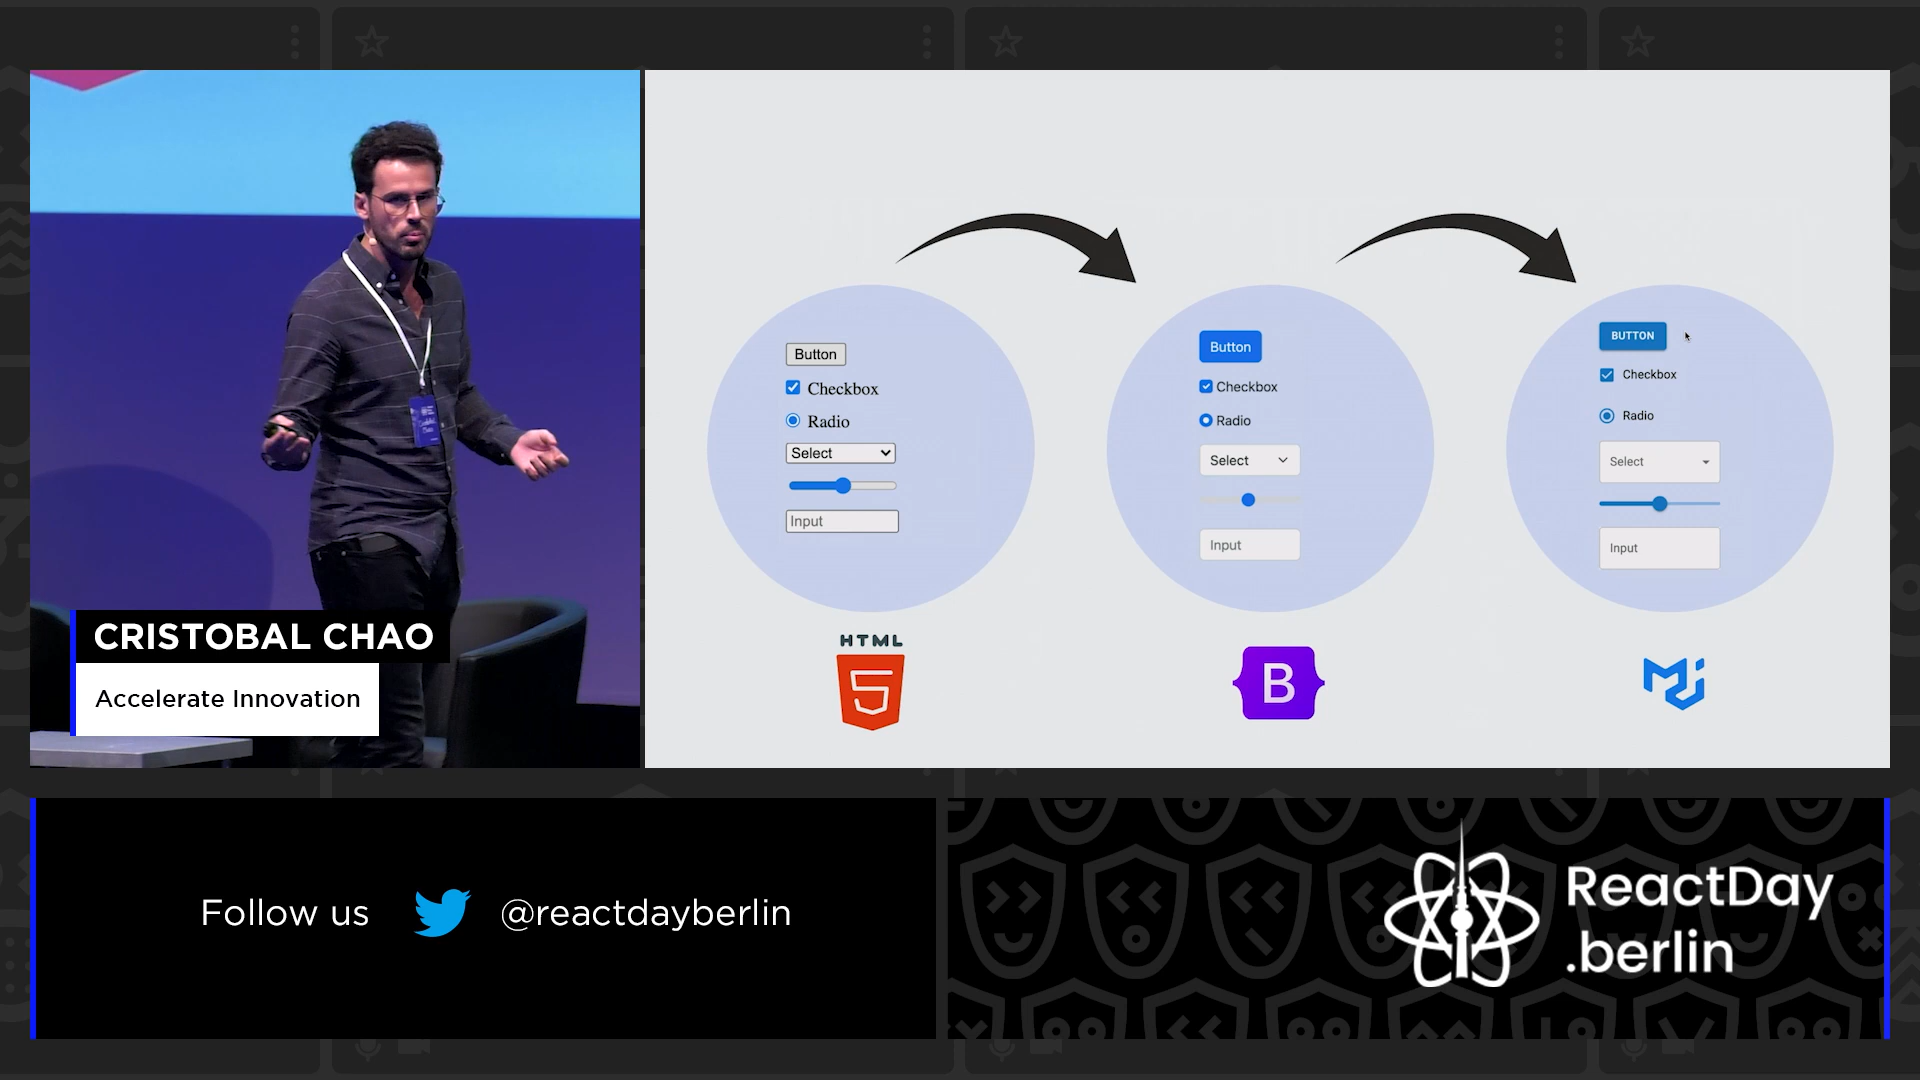 CRISTOBAL CHAO
Accelerate Innovation
Button
Checkbox
Radio
Select
Input
HTML
5
Button
Checkbox
Radio
Select
Input
B
BUTTON
Checkbox
Radio
Select
Input
Follow us
@reactdayberlin
ReactDay
.berlin